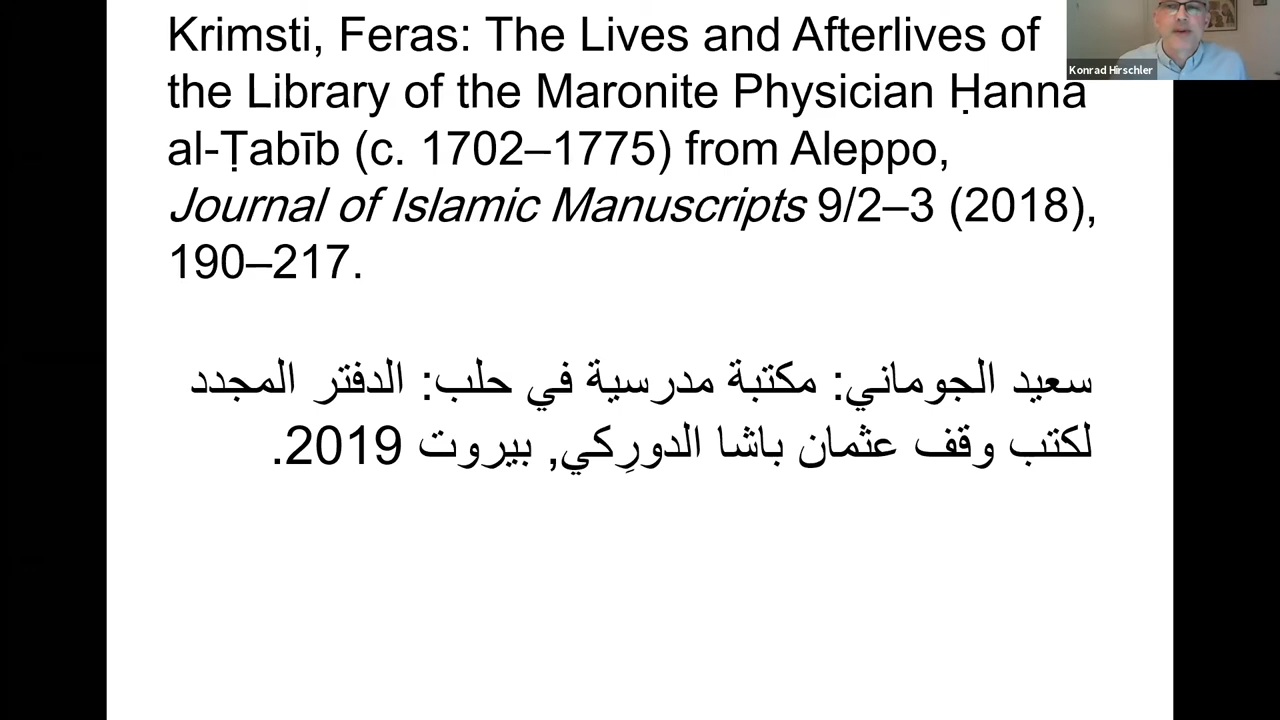 Krimsti, Feras: The Lives and Afterlives of
the Library of the Maronite Physician Ḥanna
al-Ṭabīb (c. 1702–1775) from Aleppo,
Journal of Islamic Manuscripts 9/2–3 (2018),
190–217.
سعيد الجوماني: مكتبة مدرسية في حلب: الدفتر المجدد
لكتب وقف عثمان باشا الدورِكي, بيروت 2019.
Konrad Hirschler